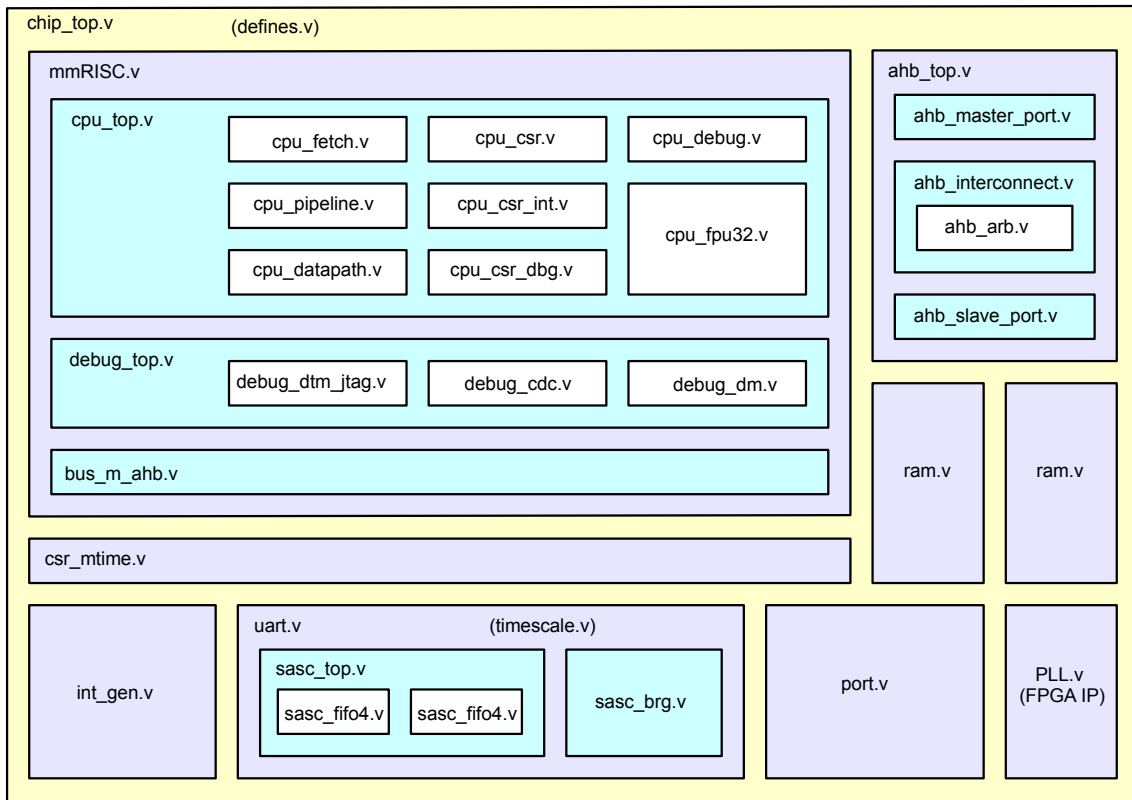 chip_top.v
(defines.v)
mmRISC.v
cpu_top.v
cpu_fetch.v
cpu_csr.v
cpu_debug.v
cpu_pipeline.v
cpu_csr_int.v
cpu_fpu32.v
cpu_datapath.v
cpu_csr_dbg.v
debug_top.v
debug_dtm_jtag.v
debug_cdc.v
debug_dm.v
bus_m_ahb.v
ahb_top.v
ahb_master_port.v
ahb_interconnect.v
ahb_arb.v
ahb_slave_port.v
ram.v
ram.v
csr_mtime.v
int_gen.v
uart.v
(timescale.v)
sasc_top.v
sasc_fifo4.v
sasc_fifo4.v
sasc_brg.v
port.v
PLL.v
(FPGA IP)